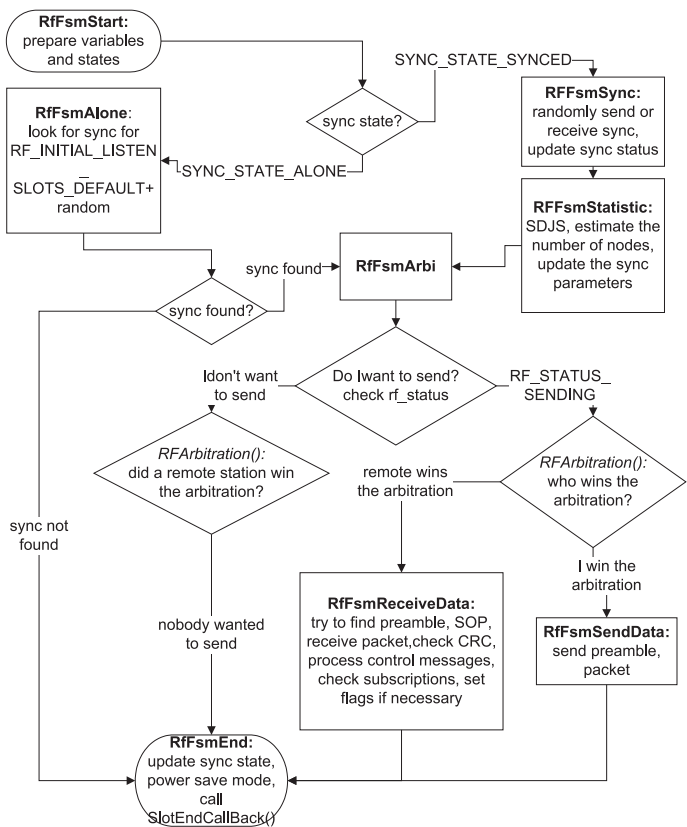 RfFsmStart:
prepare variables
and states
SYNC_STATE_SYNCED
RfFsmAlone:
look for sync for
RF_INITIAL_LISTEN
_
SLOTS_DEFAULT+
random
sync state?
RFFsmSync:
randomly send or
receive sync,
update sync status
SYNC_STATE_ALONE
RFFsmStatistic:
SDJS, estimate the
number of nodes,
update the sync
parameters
sync found
RfFsmArbi
sync found?
Idon't want
to send
Do Iwant to send?
check rf_status
RF_STATUS_
SENDING
RFArbitration():
did a remote station win
the arbitration?
remote wins
the arbitration
RFArbitration():
who wins the
arbitration?
sync not
found
I win the
arbitration
nobody wanted
to send
RfFsmReceiveData:
try to find preamble, SOP,
receive packet,check CRC,
process control messages,
check subscriptions, set
flags if necessary
RfFsmSendData:
send preamble,
packet
RfFsmEnd:
update sync state,
power save mode,
call
SlotEndCallBack()